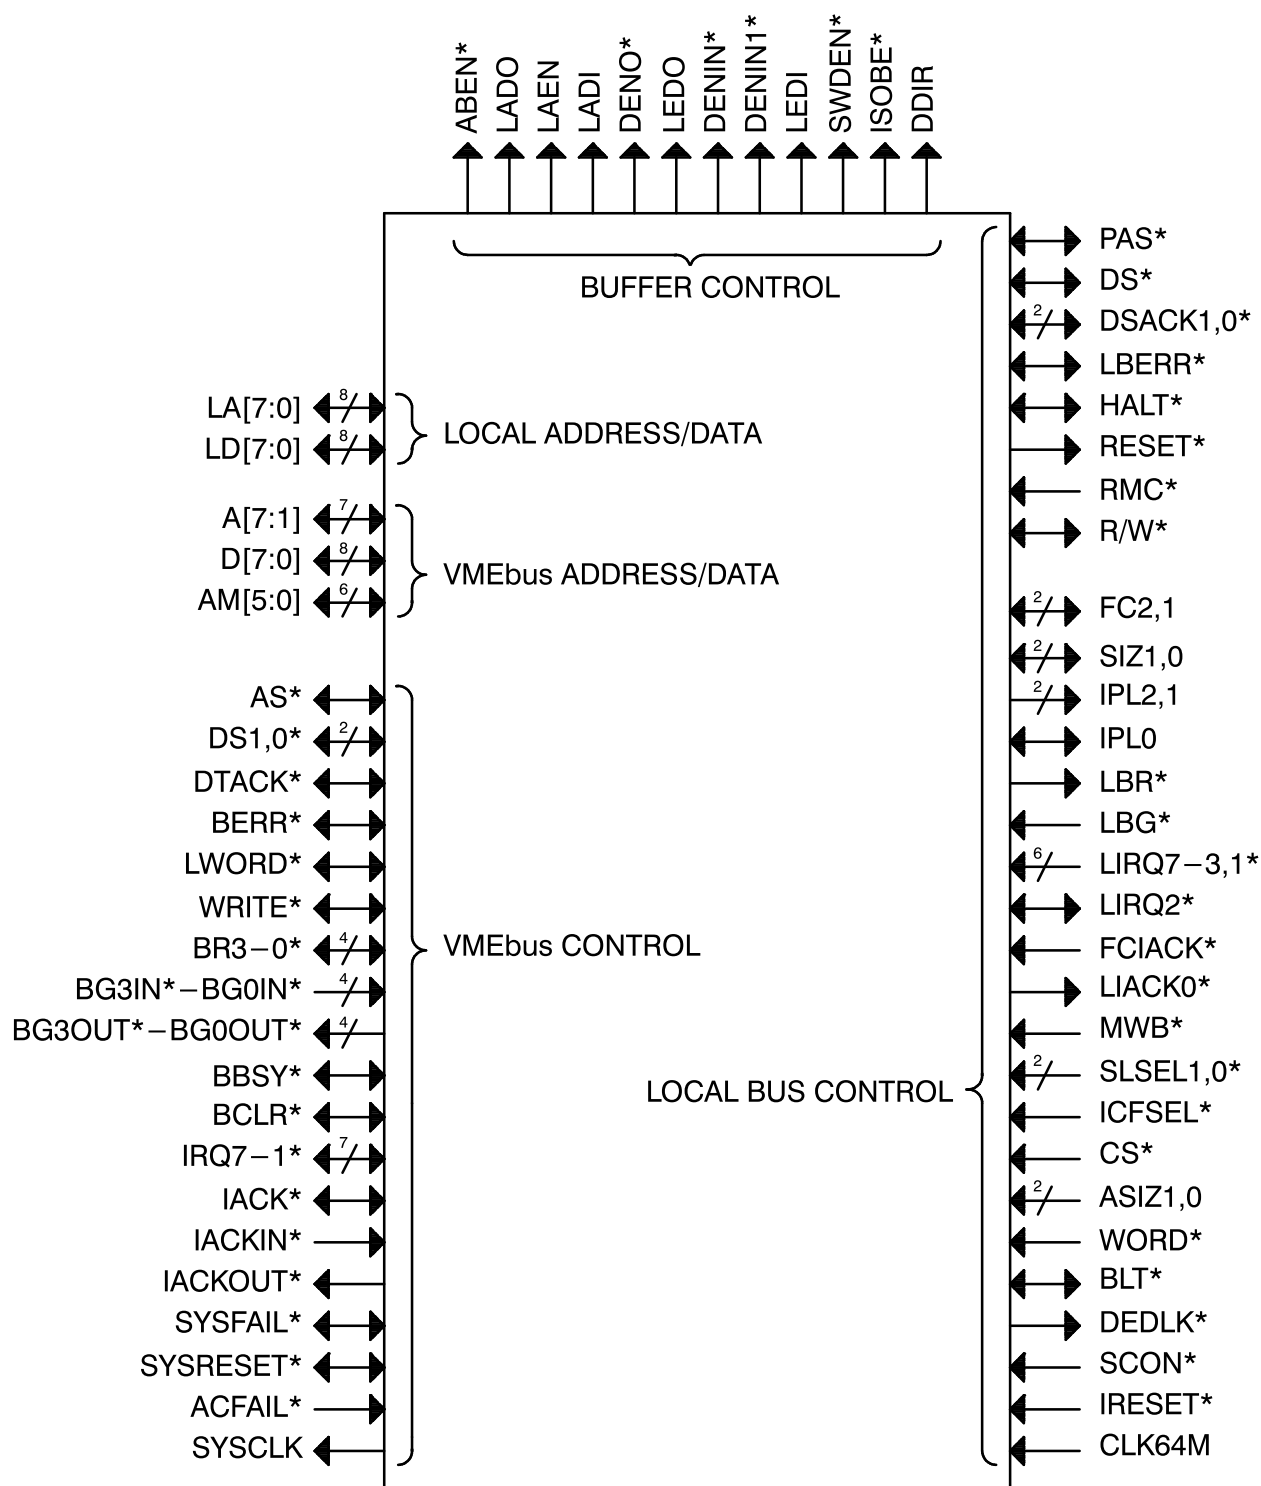 ABEN*
LADO
LAEN
LADI
DENO*
LEDO
DENIN*
DENIN1*
LEDI
SWDEN*
ISOBE*
DDIR
BUFFER CONTROL
LA[7:0] 8
LD[7:0] 8
LOCAL ADDRESS/DATA
A[7:1] 7
D[7:0] 8
AM[5:0] 6
VMEbus ADDRESS/DATA
AS*
DS1,0* 2
DTACK*
BERR*
LWORD*
WRITE*
BR3–0* 4
BG3IN*–BG0IN* 4
BG3OUT*–BG0OUT* 4
BBSY*
BCLR*
IRQ7–1* 7
IACK*
IACKIN*
IACKOUT*
SYSFAIL*
SYSRESET*
ACFAIL*
SYSCLK
VMEbus CONTROL
LOCAL BUS CONTROL
PAS*
DS*
2 DSACK1,0*
LBERR*
HALT*
RESET*
RMC*
R/W*
2 FC2,1
2 SIZ1,0
2 IPL2,1
IPL0
LBR*
LBG*
6 LIRQ7–3,1*
LIRQ2*
FCIACK*
LIACK0*
MWB*
2 SLSEL1,0*
ICFSEL*
CS*
2 ASIZ1,0
WORD*
BLT*
DEDLK*
SCON*
IRESET*
CLK64M